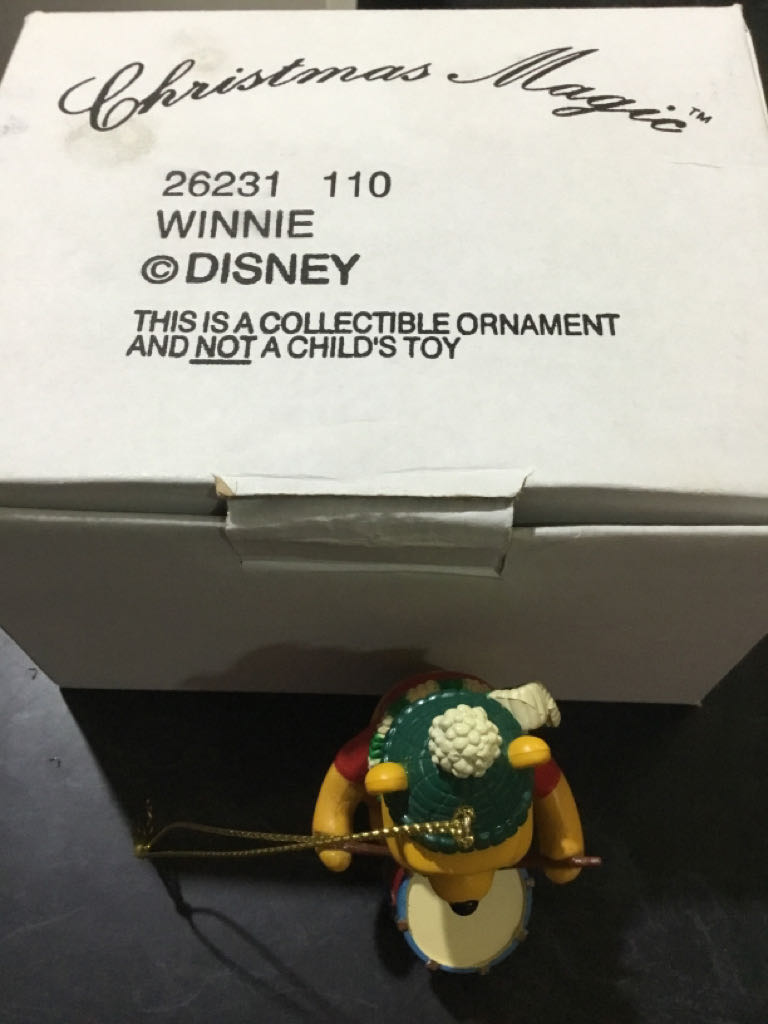 Christmas Magic™
26231 110
WINNIE
©DISNEY
THIS IS A COLLECTIBLE ORNAMENT
AND NOT A CHILD'S TOY